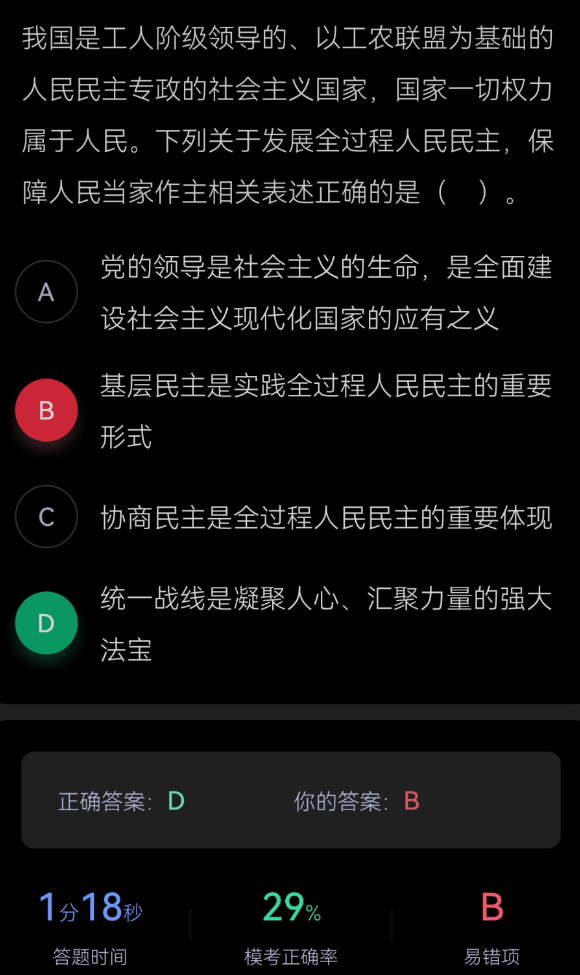 我国是工人阶级领导的、以工农联盟为基础的
人民民主专政的社会主义国家，国家一切权力
属于人民。下列关于发展全过程人民民主，保
障人民当家作主相关表述正确的是（ ）。
A
党的领导是社会主义的生命，是全面建
设社会主义现代化国家的应有之义
B
基层民主是实践全过程人民民主的重要
形式
C
协商民主是全过程人民民主的重要体现
D
统一战线是凝聚人心、汇聚力量的强大
法宝
正确答案：D 你的答案：B
1分18秒 29% B
答题时间 模考正确率 易错项